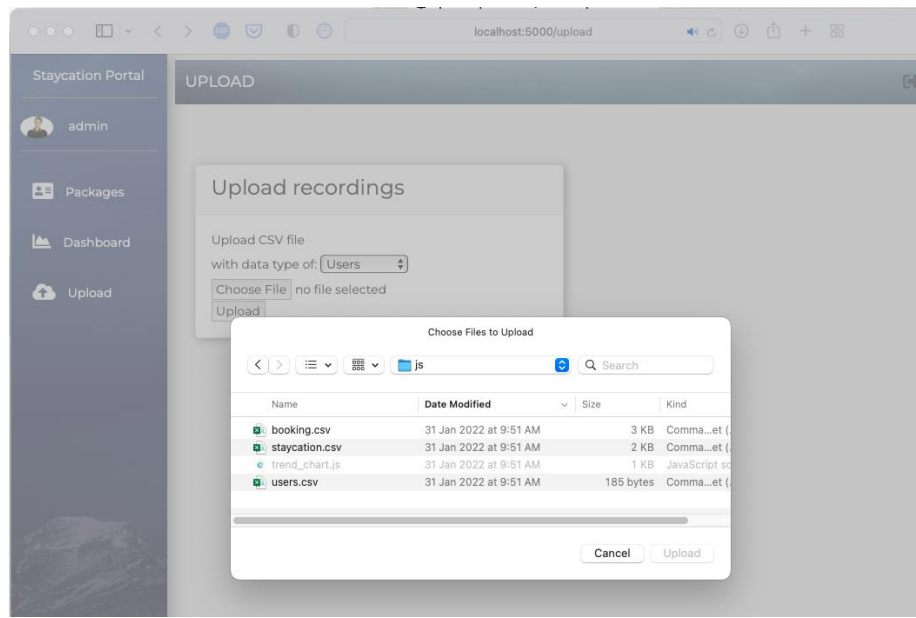 localhost:5000/upload
Staycation Portal
UPLOAD
admin
Packages
Dashboard
Upload
Upload recordings
Upload CSV file
with data type of: Users
Choose File no file selected
Upload
Choose Files to Upload
js
Search
Name Date Modified Size Kind
booking.csv 31 Jan 2022 at 9:51 AM 3 KB Comma...et (.
staycation.csv 31 Jan 2022 at 9:51 AM 2 KB Comma...et (.
trend_chart.js 31 Jan 2022 at 9:51 AM 1 KB JavaScript sc
users.csv 31 Jan 2022 at 9:51 AM 185 bytes Comma...et (.
Cancel Upload